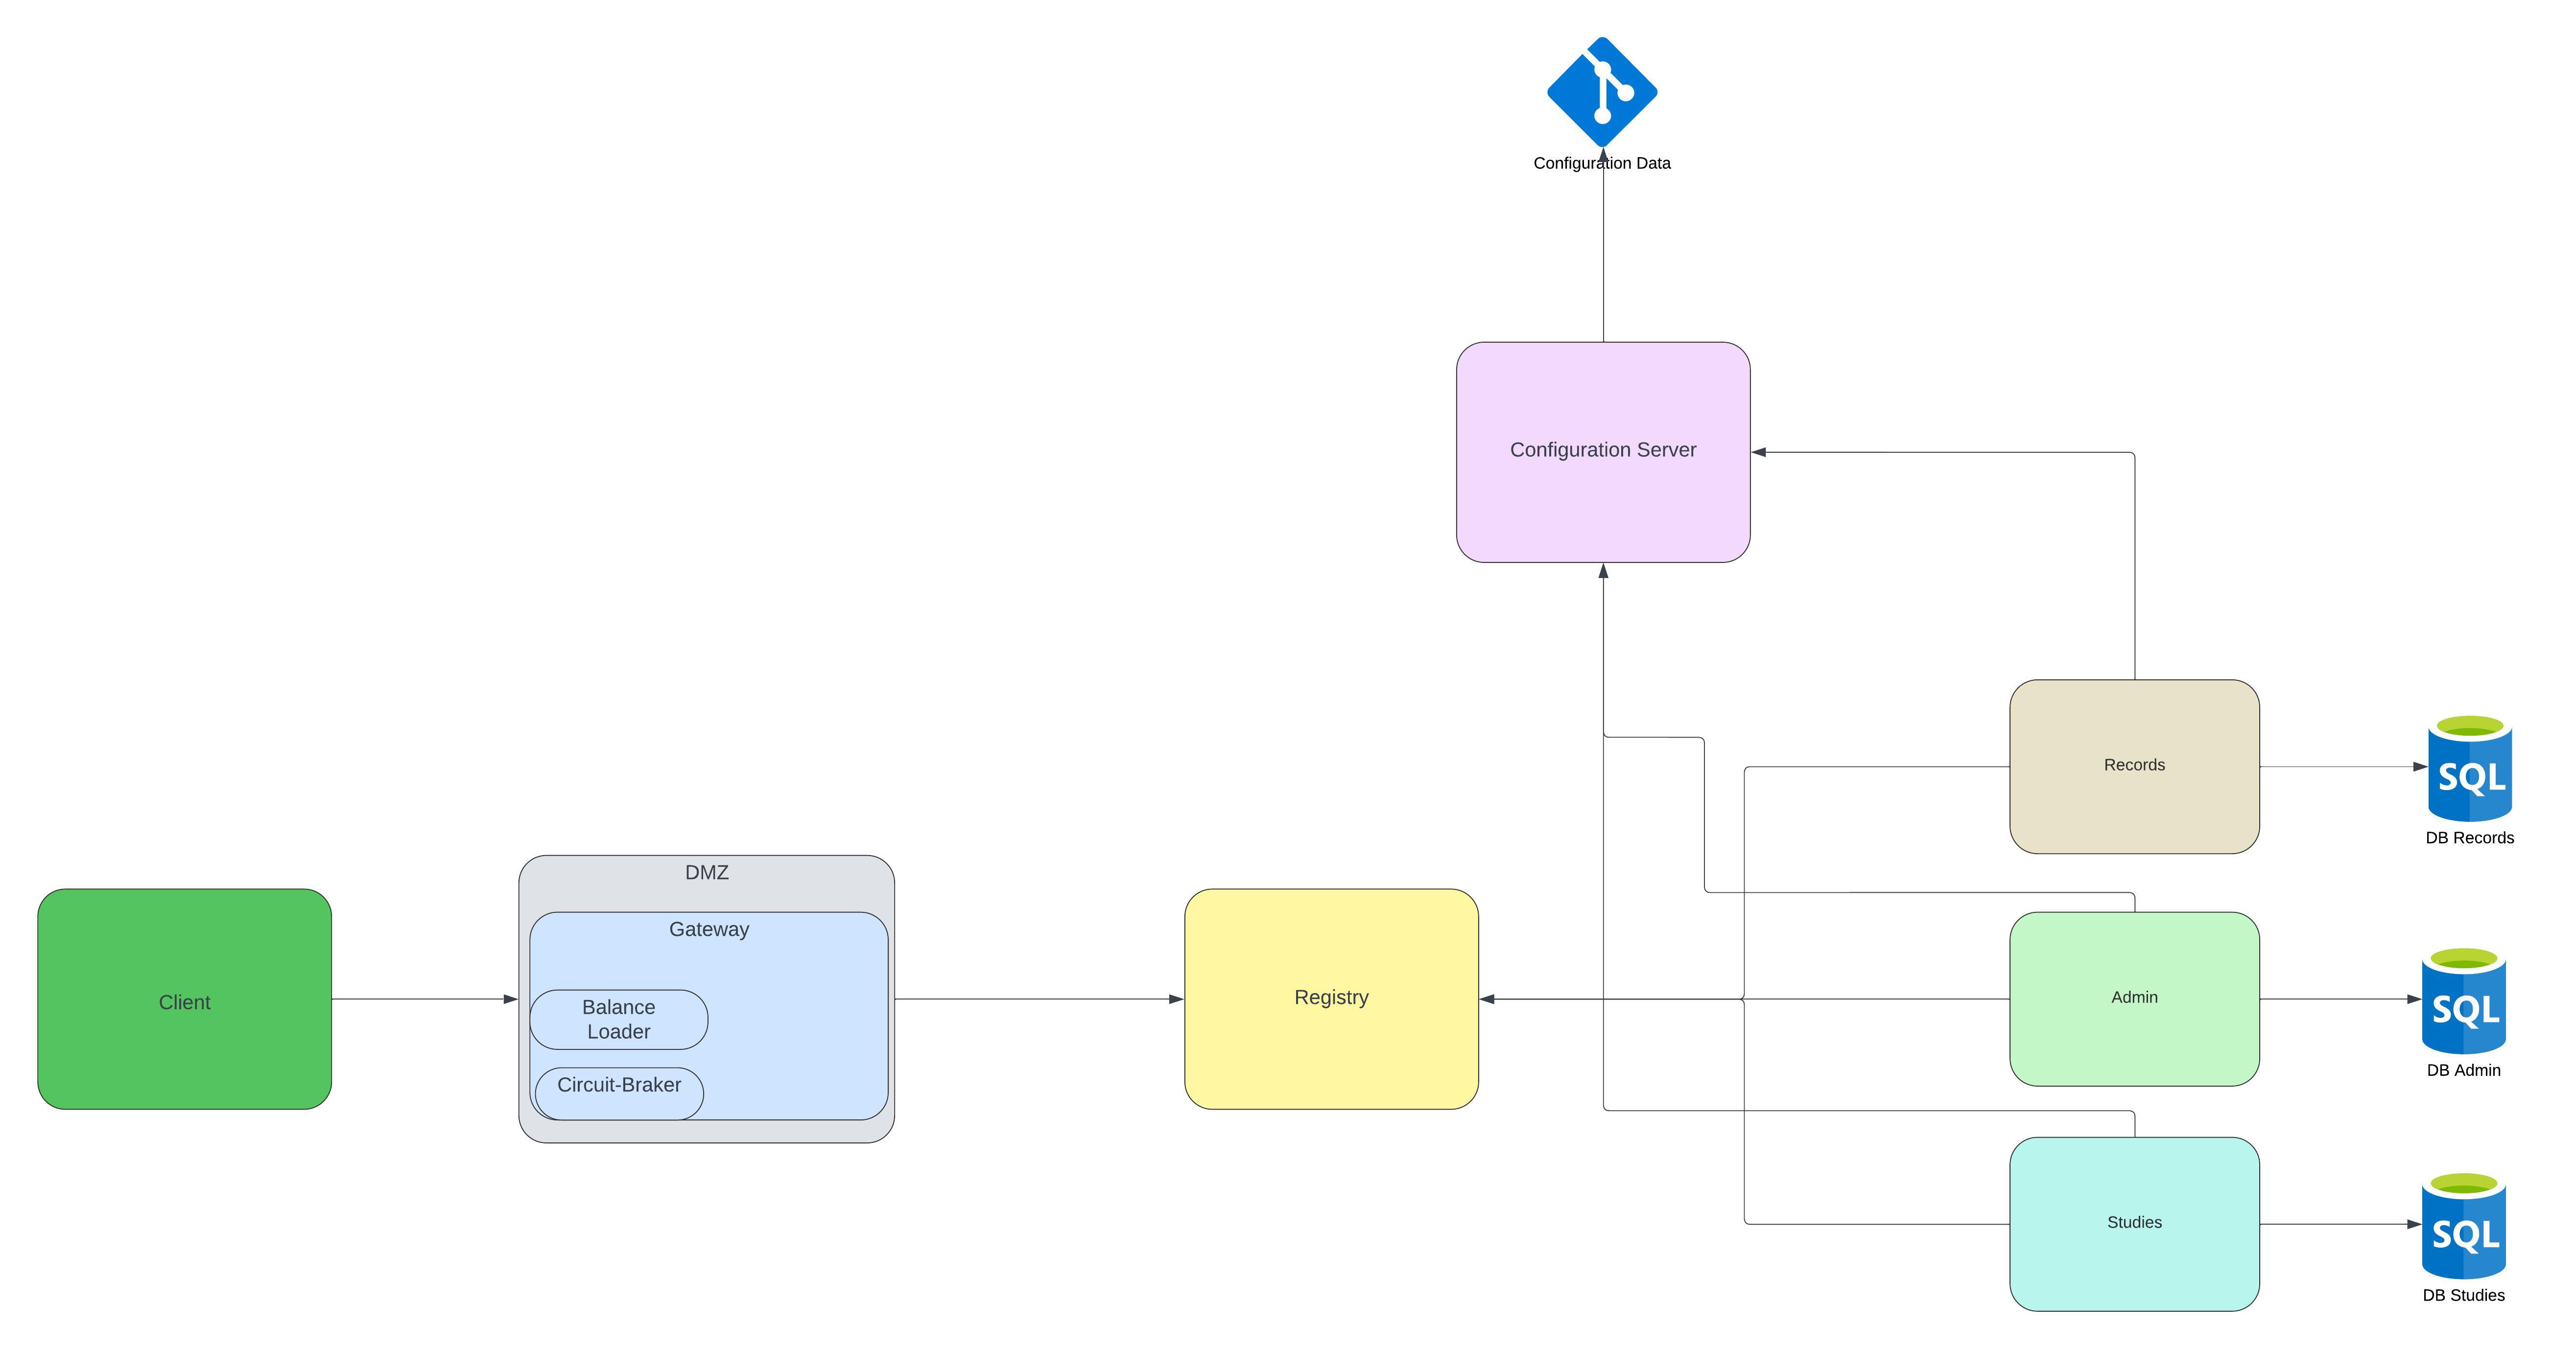 Configuration Data
Configuration Server
Records
SQL
DB Records
DMZ
Gateway
Client
Balance
Loader
Circuit-Braker
Registry
Admin
SQL
DB Admin
Studies
SQL
DB Studies